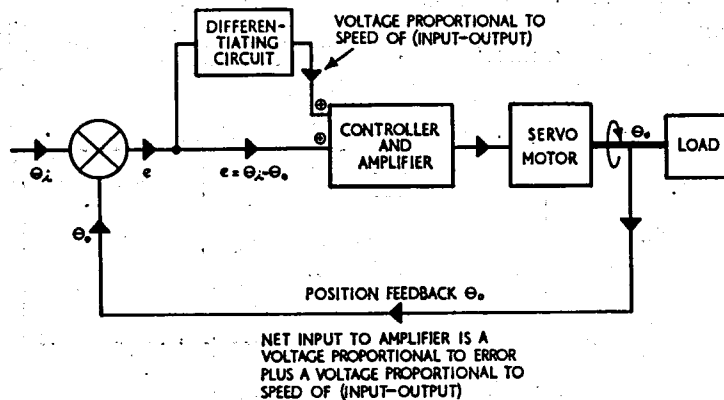 DIFFEREN-
TIATING
CIRCUIT
VOLTAGE PROPORTIONAL TO
SPEED OF (INPUT-OUTPUT)
⊕
⊕
CONTROLLER
AND
AMPLIFIER
SERVO
MOTOR
θₒ
LOAD
θᵢ
e
e = θᵢ-θₒ
θₒ
POSITION FEEDBACK θₒ
NET INPUT TO AMPLIFIER IS A
VOLTAGE PROPORTIONAL TO ERROR
PLUS A VOLTAGE PROPORTIONAL TO
SPEED OF (INPUT-OUTPUT)